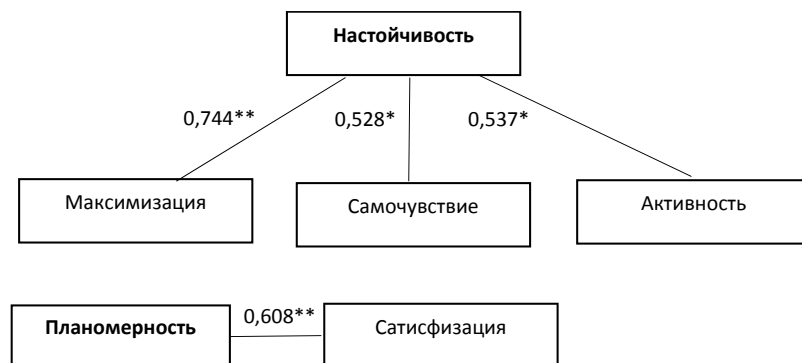 Настойчивость
0,744**
0,528*
0,537*
Максимизация
Самочувствие
Активность
Планомерность
0,608**
Сатисфизация